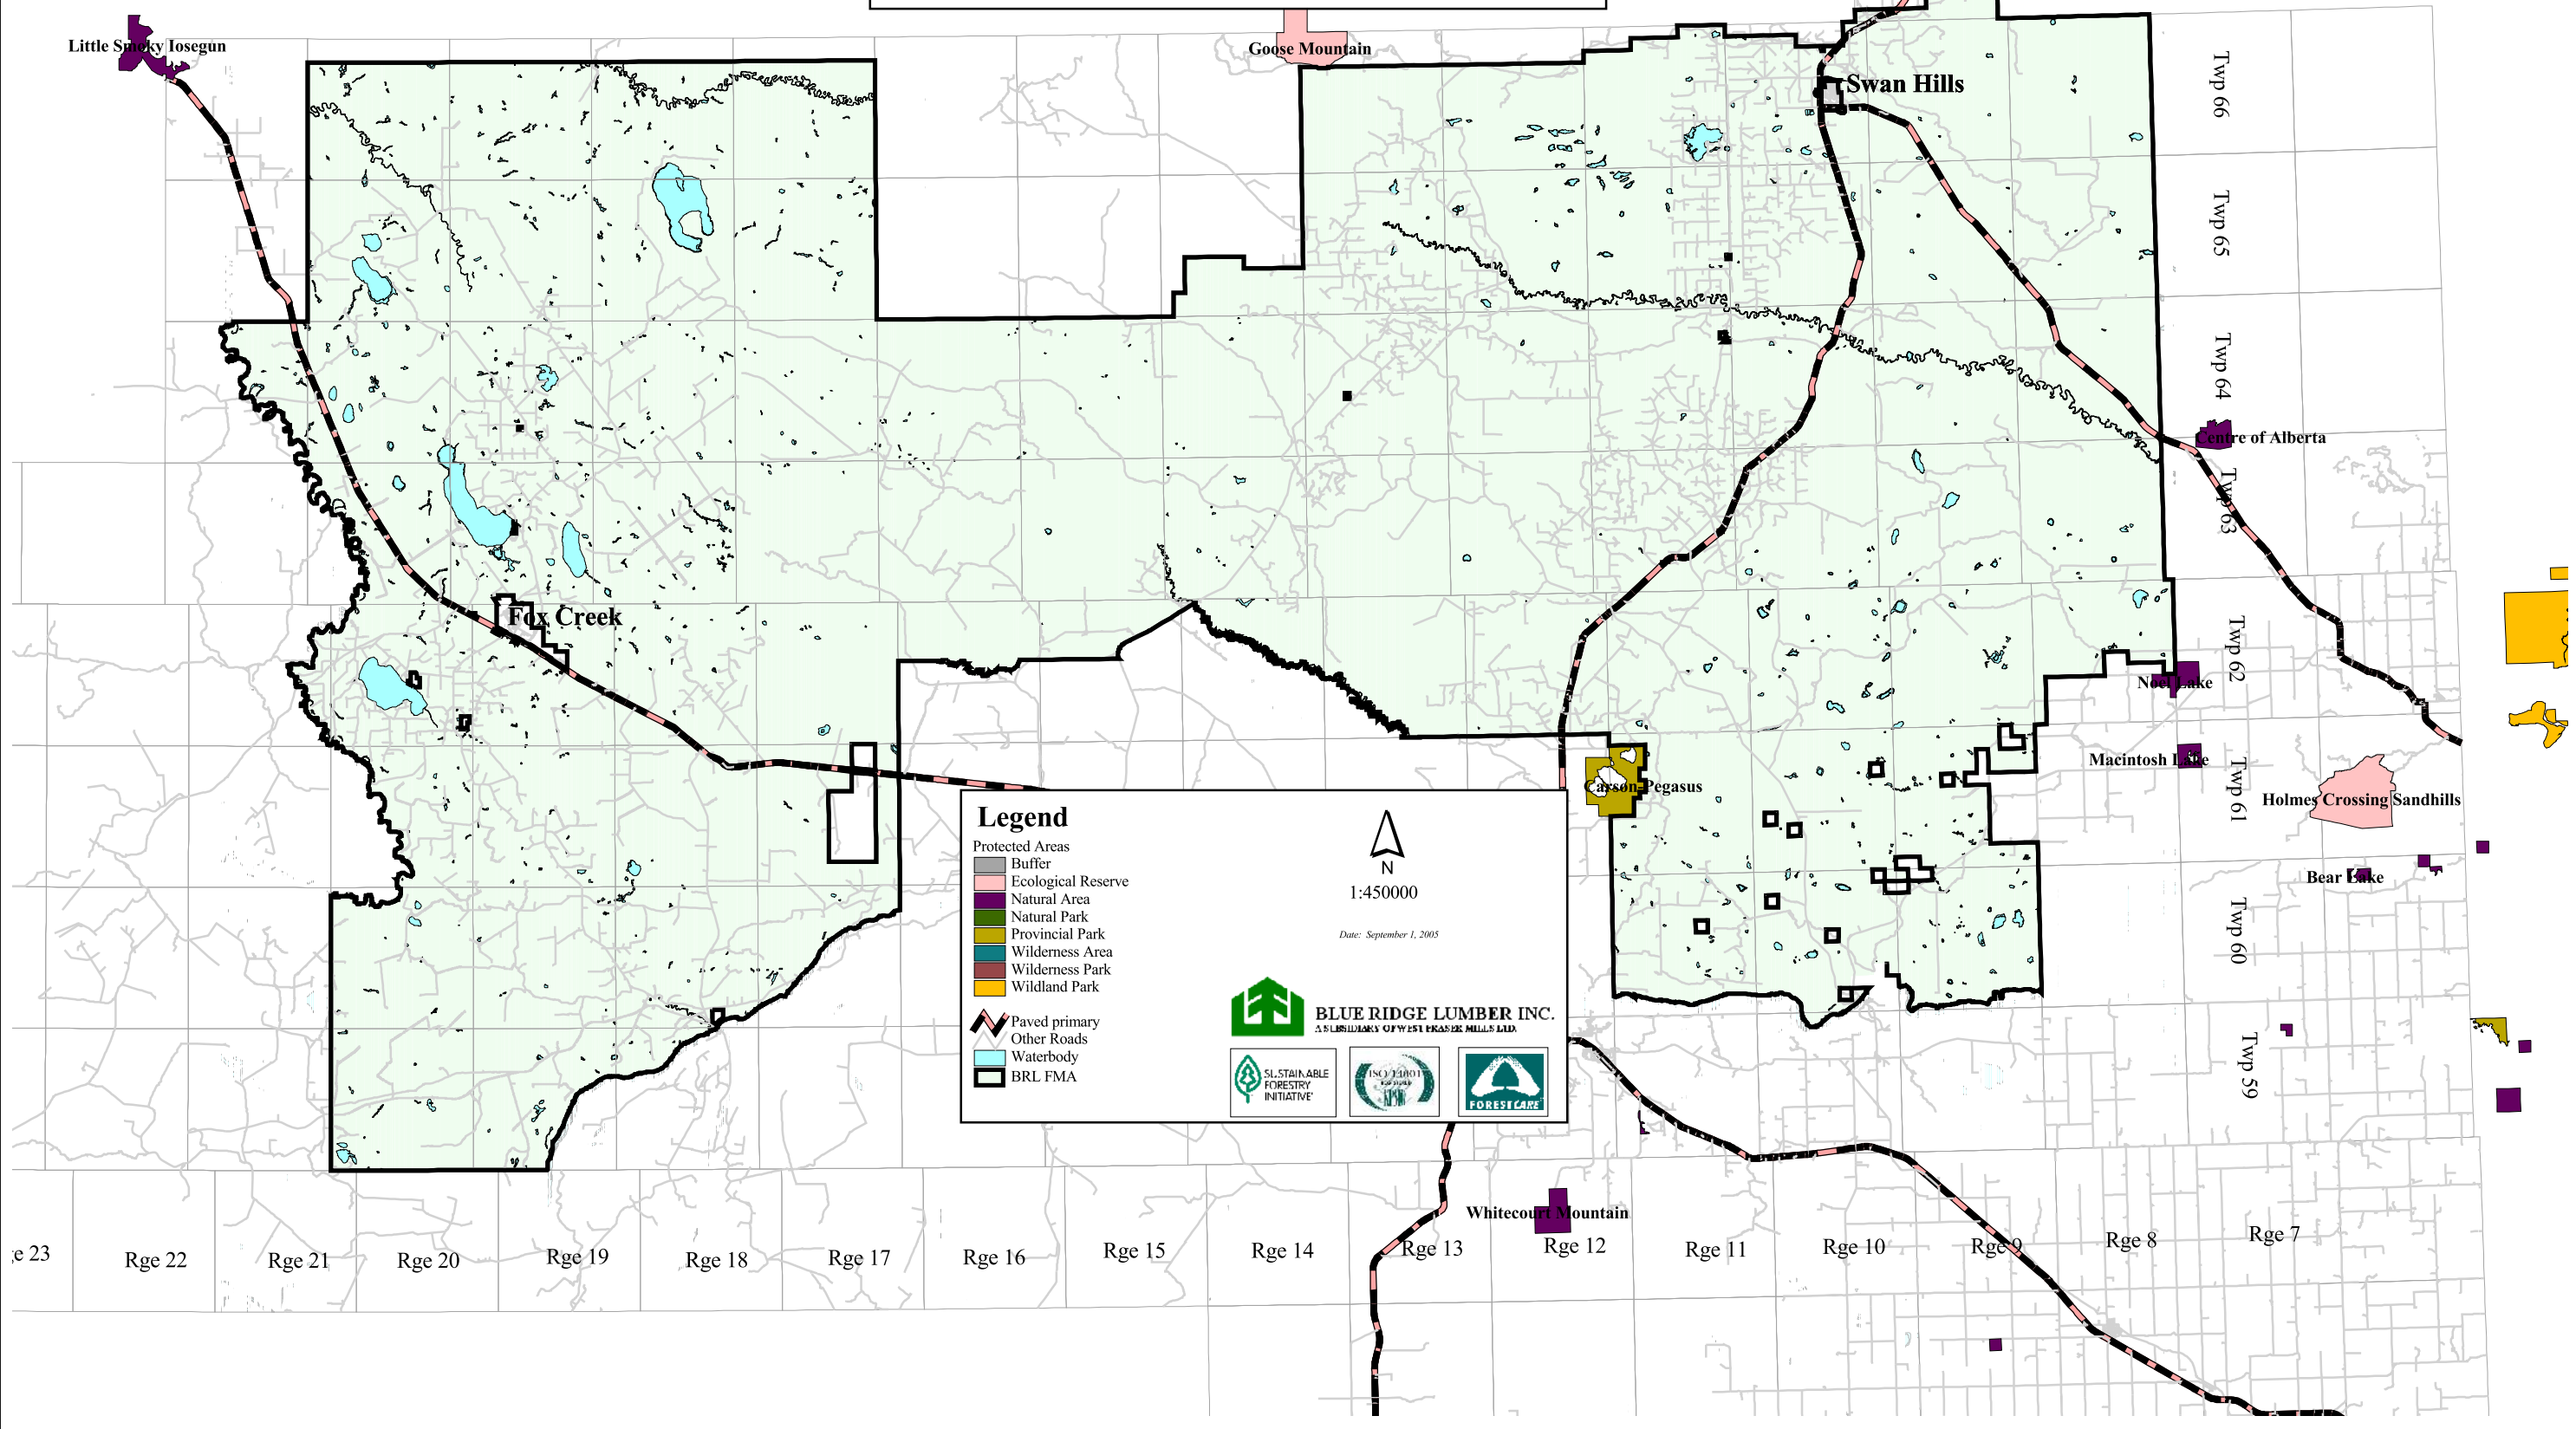 Little Smoky Iosegun
Goose Mountain
Swan Hills
Twp 66
Twp 65
Twp 64
Centre of Alberta
Twp 63
Fox Creek
Twp 62
Noel Lake
Macintosh Lake
Carson-Pegasus
Twp 61
Holmes Crossing Sandhills
Bear Lake
Twp 60
Twp 59
Legend
Protected Areas
Buffer
Ecological Reserve
Natural Area
Natural Park
Provincial Park
Wilderness Area
Wilderness Park
Wildland Park
Paved primary
Other Roads
Waterbody
BRL FMA
N
1:450000
Date: September 1, 2005
BLUE RIDGE LUMBER INC.
A SUBSIDIARY OF WEST FRASER MILLS LTD.
SUSTAINABLE
FORESTRY
INITIATIVE
ISO 14001
FORESTCARE
Whitecourt Mountain
ge 23
Rge 22
Rge 21
Rge 20
Rge 19
Rge 18
Rge 17
Rge 16
Rge 15
Rge 14
Rge 13
Rge 12
Rge 11
Rge 10
Rge 9
Rge 8
Rge 7